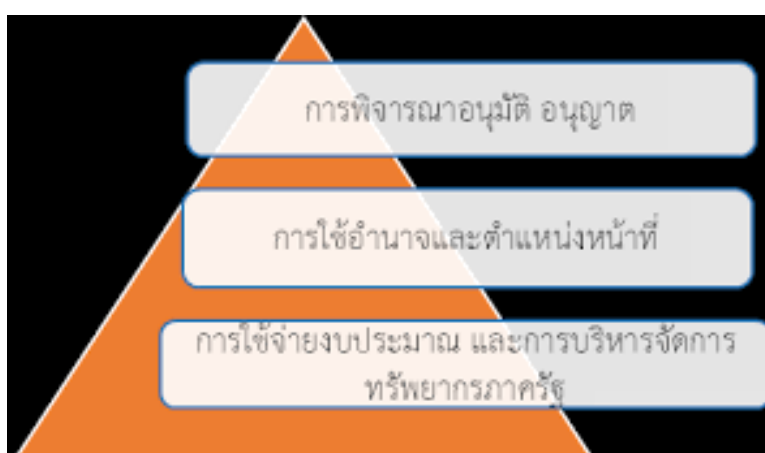 การพิจารณาอนุมัติ อนุญาต
การใช้อำนาจและตำแหน่งหน้าที่
การใช้จ่ายงบประมาณ และการบริหารจัดการ
ทรัพยากรภาครัฐ